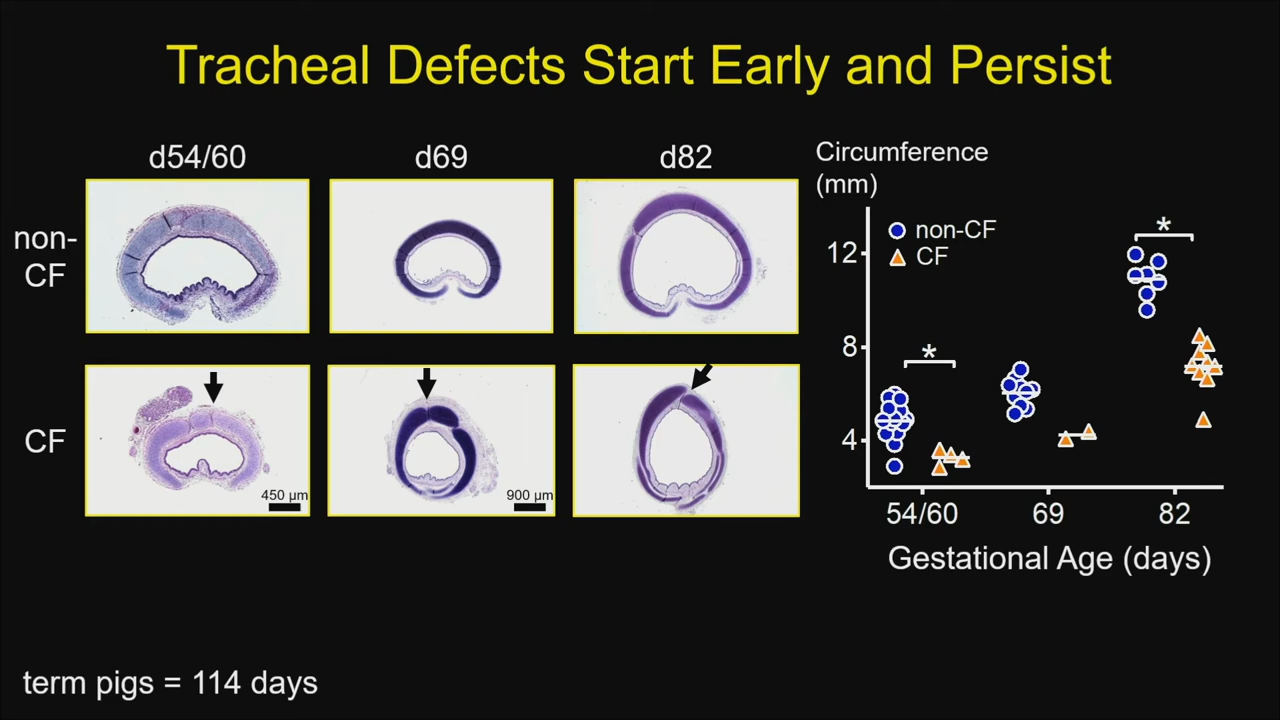 Tracheal Defects Start Early and Persist
d54/60
d69
d82
non-
CF
CF
450 µm
900 µm
Circumference
(mm)
non-CF
CF
*
*
12
8
4
54/60
69
82
Gestational Age (days)
term pigs = 114 days